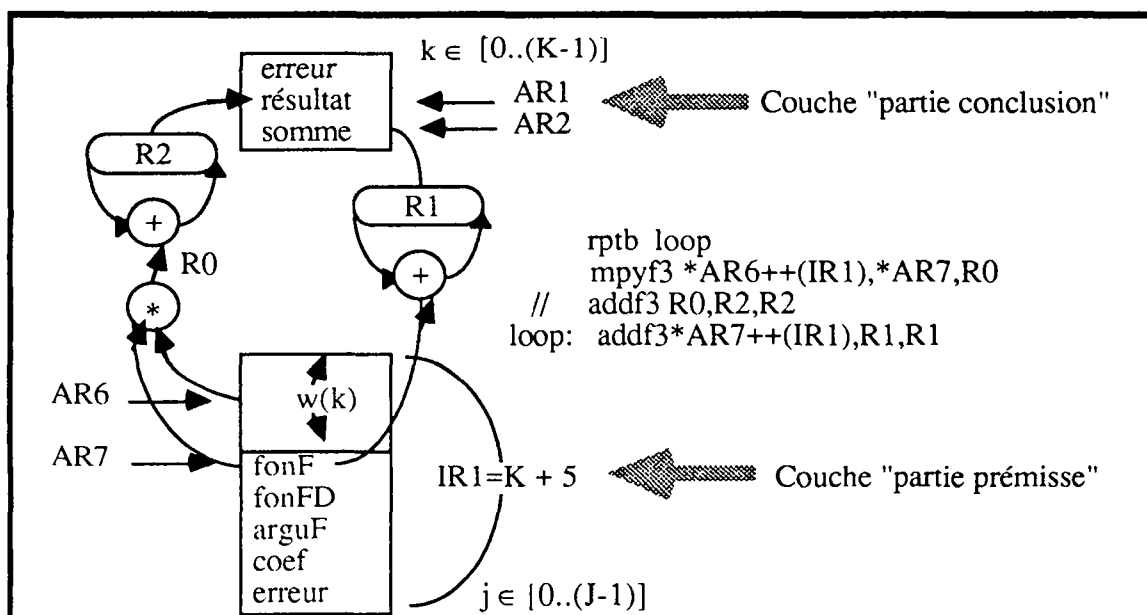 k ∈ [0..(K-1)]
erreur
résultat
somme
AR1
AR2
Couche "partie conclusion"
R2
R1
+
+
R0
*
rptb loop
mpyf3 *AR6++(IR1),*AR7,R0
// addf3 R0,R2,R2
loop: addf3*AR7++(IR1),R1,R1
AR6
w(k)
AR7
fonF
fonFD
arguF
coef
erreur
IR1=K + 5
Couche "partie prémisse"
j ∈ [0..(J-1)]